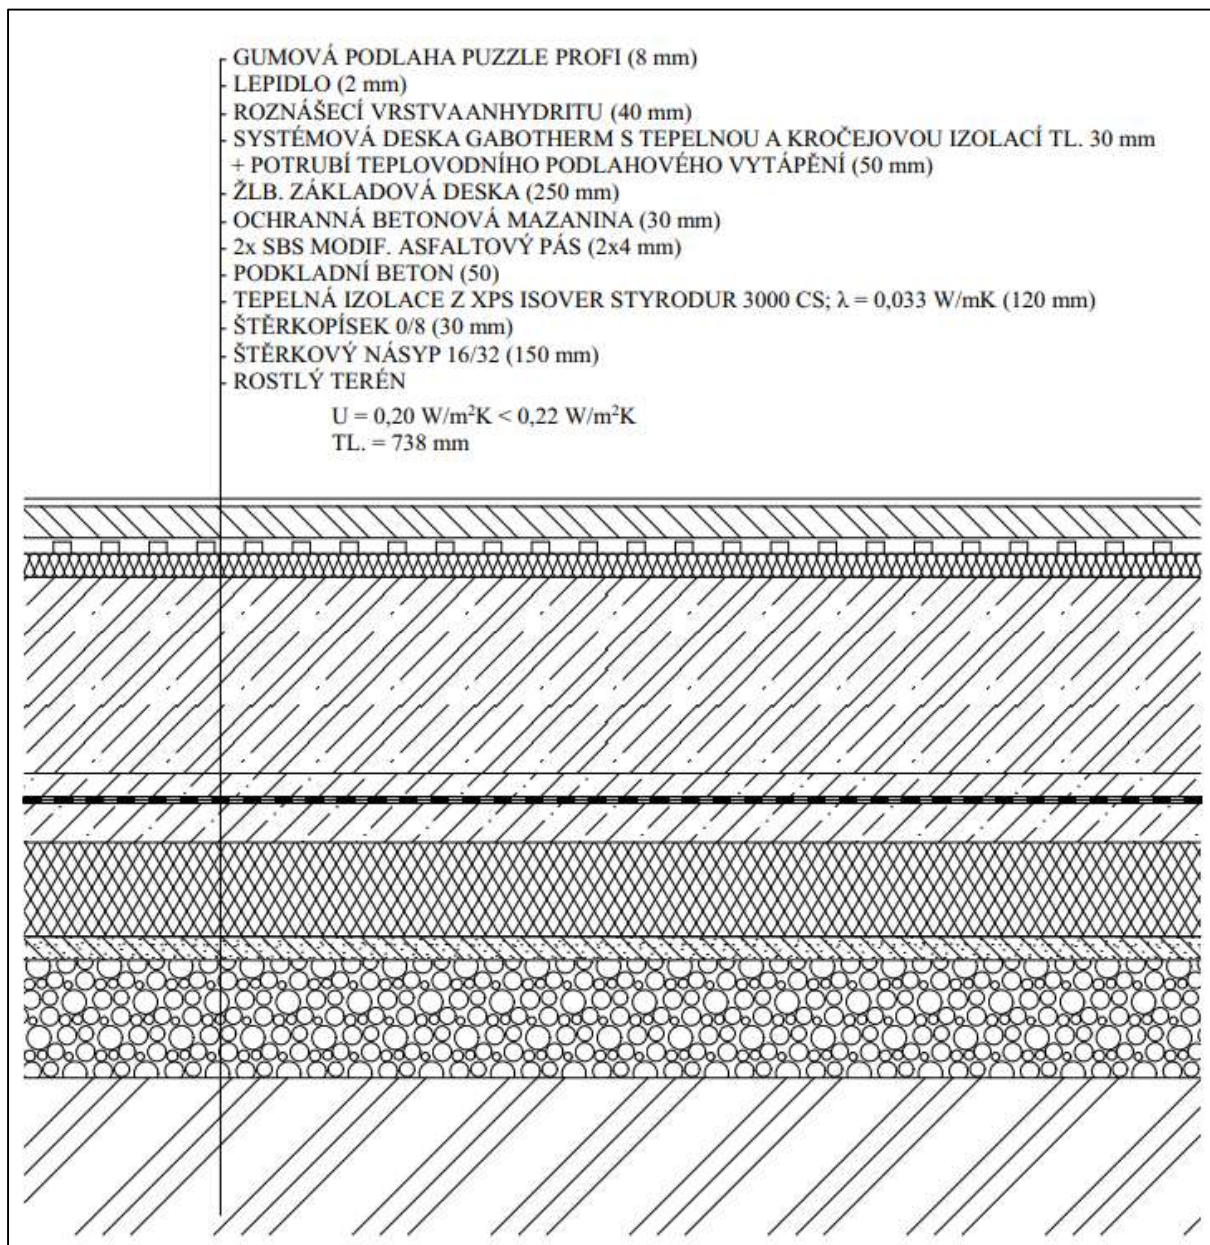 GUMOVÁ PODLAHA PUZZLE PROFI (8 mm)
LEPIDLO (2 mm)
ROZNÁŠECÍ VRSTVAANHYDRITU (40 mm)
SYSTÉMOVÁ DESKA GABOTHERM S TEPELNOU A KROČEJOVOU IZOLACÍ TL. 30 mm
+ POTRUBÍ TEPLOVODNÍHO PODLAHOVÉHO VYTÁPĚNÍ (50 mm)
ŽLB. ZÁKLADOVÁ DESKA (250 mm)
OCHRANNÁ BETONOVÁ MAZANINA (30 mm)
2x SBS MODIF. ASFALTOVÝ PÁS (2x4 mm)
PODKLADNÍ BETON (50)
TEPELNÁ IZOLACE Z XPS ISOVER STYRODUR 3000 CS; λ = 0,033 W/mK (120 mm)
ŠTĚRKOPÍSEK 0/8 (30 mm)
ŠTĚRKOVÝ NÁSYP 16/32 (150 mm)
ROSTLÝ TERÉN
U = 0,20 W/m²K < 0,22 W/m²K
TL. = 738 mm